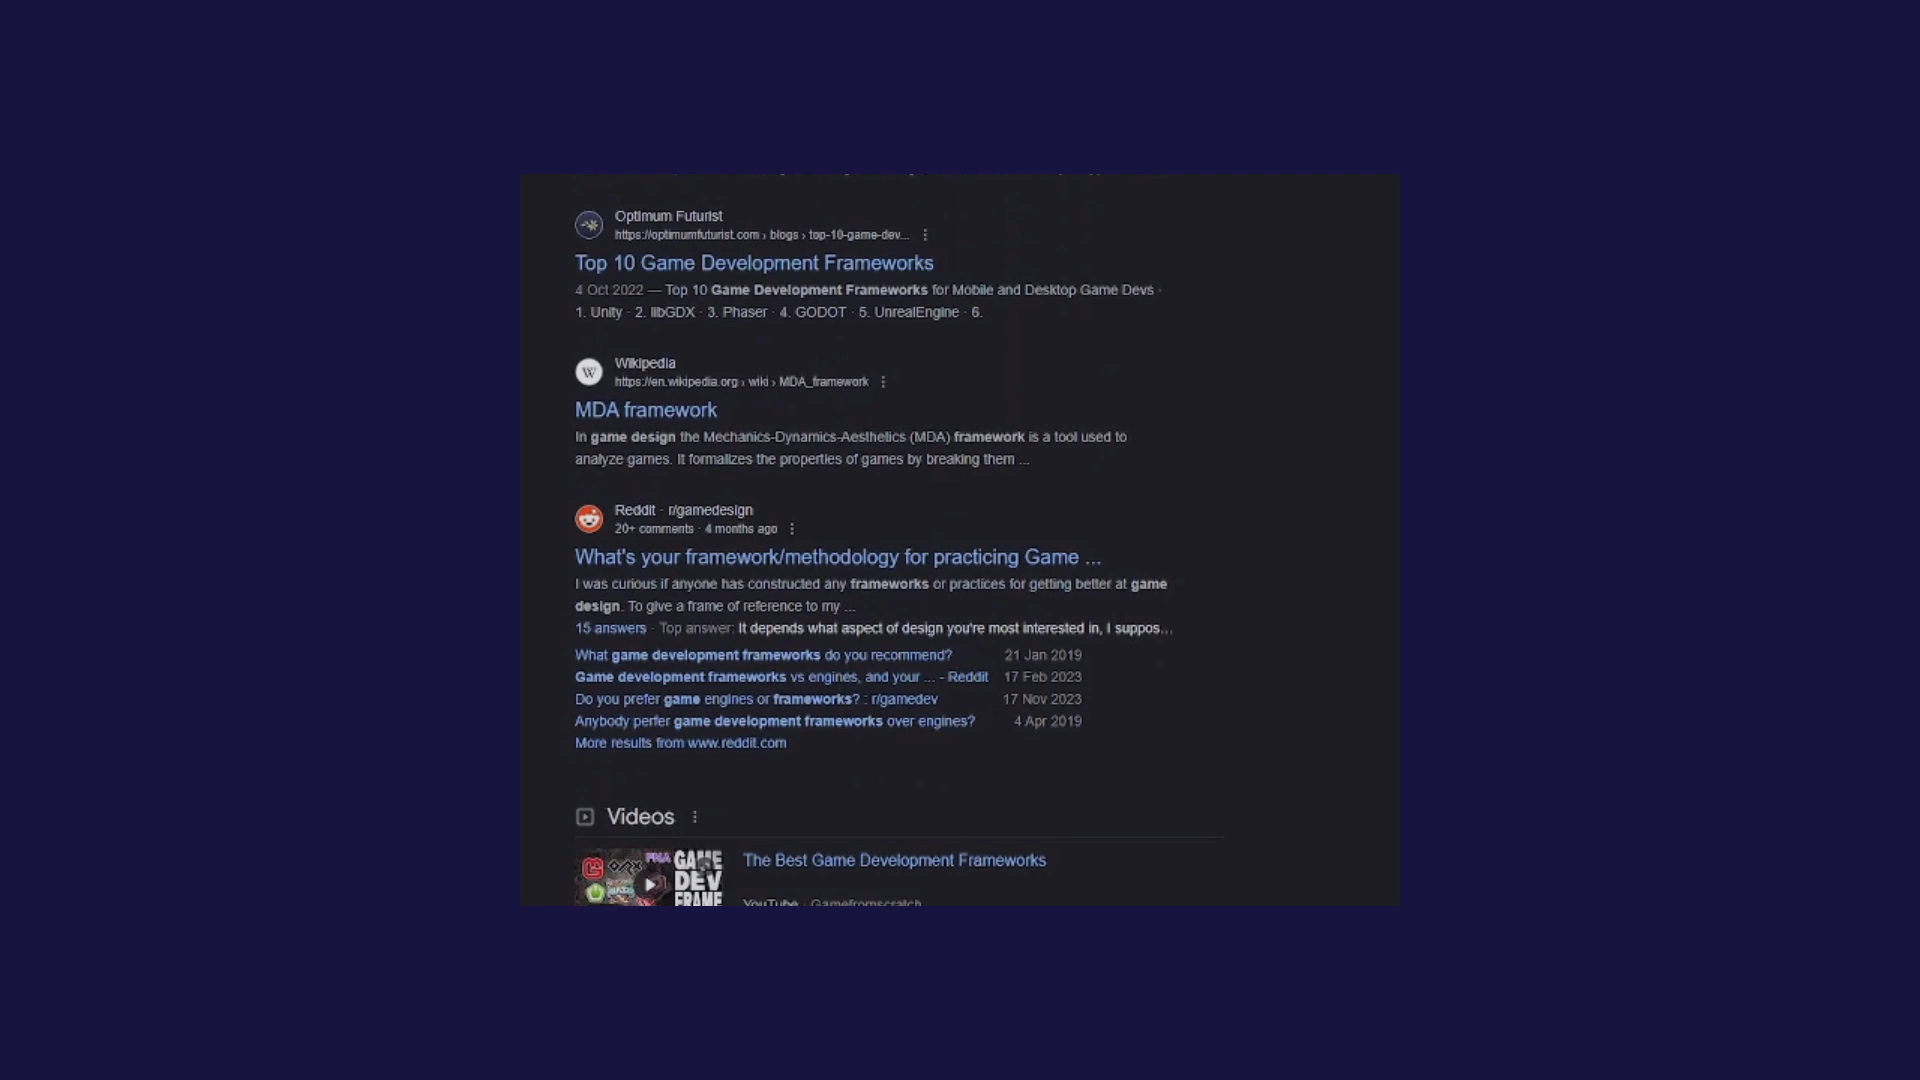 Optimum Futurist
https://optimumfuturist.com › blogs › top-10-game-dev...
Top 10 Game Development Frameworks
4 Oct 2022 — Top 10 Game Development Frameworks for Mobile and Desktop Game Devs ·
1. Unity · 2. libGDX · 3. Phaser · 4. GODOT · 5. UnrealEngine · 6.
Wikipedia
https://en.wikipedia.org › wiki › MDA_framework
MDA framework
In game design the Mechanics-Dynamics-Aesthetics (MDA) framework is a tool used to
analyze games. It formalizes the properties of games by breaking them ...
Reddit · r/gamedesign
20+ comments · 4 months ago
What's your framework/methodology for practicing Game ...
I was curious if anyone has constructed any frameworks or practices for getting better at game
design. To give a frame of reference to my ...
15 answers · Top answer: It depends what aspect of design you're most interested in, I suppos...
What game development frameworks do you recommend? 21 Jan 2019
Game development frameworks vs engines, and your ... - Reddit 17 Feb 2023
Do you prefer game engines or frameworks? : r/gamedev 17 Nov 2023
Anybody perfer game development frameworks over engines? 4 Apr 2019
More results from www.reddit.com
Videos
The Best Game Development Frameworks
FNA
GAME
DEV
FRAME
YouTube · Gamefromscratch